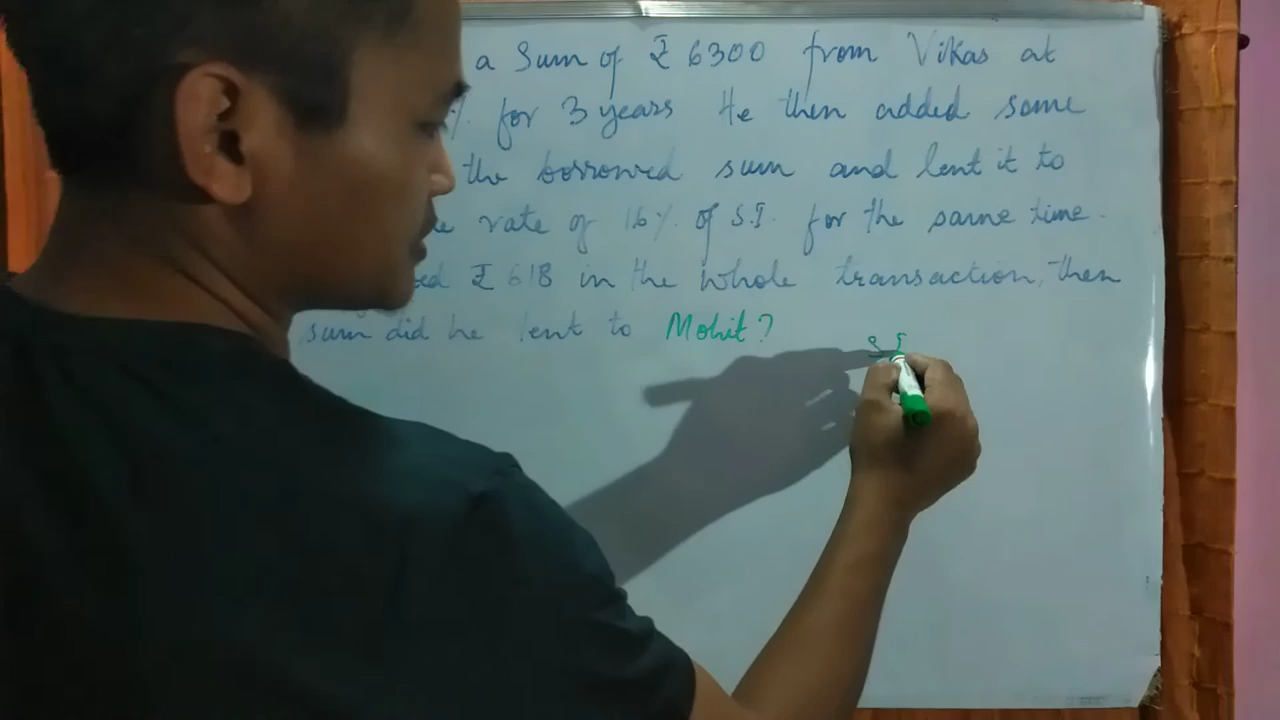 a Sum of ₹ 6300 from Vikas at
% for 3 years He then added some
the borrowed sum and lent it to
rate of 16% of S.I. for the same time.
₹ 618 in the whole transaction, then
sum did he lent to Mohit?